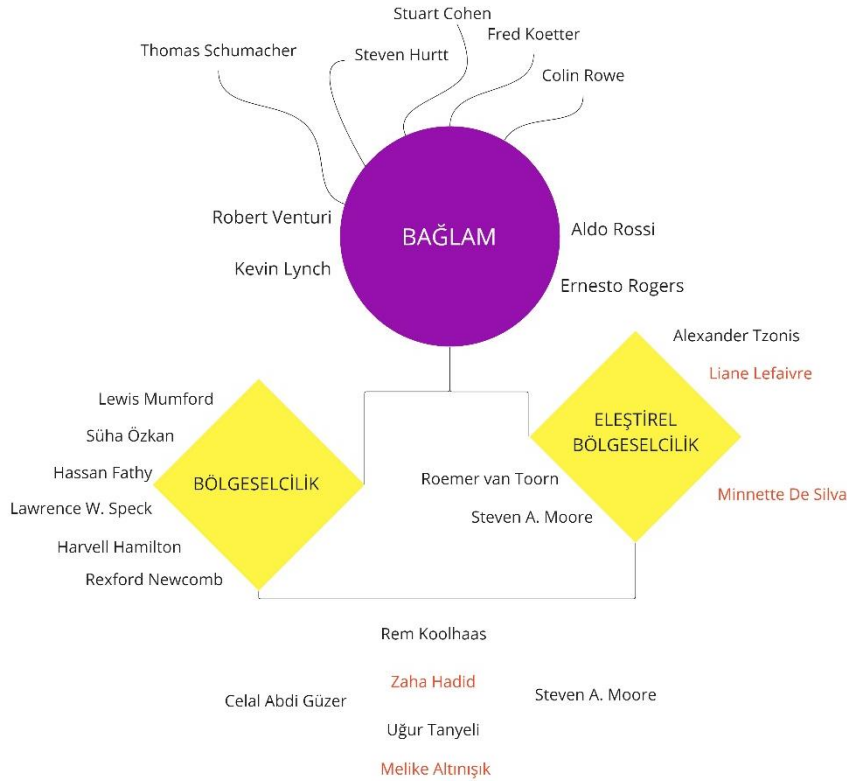 Stuart Cohen
Fred Koetter
Thomas Schumacher
Steven Hurtt
Colin Rowe
Robert Venturi
BAĞLAM
Aldo Rossi
Kevin Lynch
Ernesto Rogers
Alexander Tzonis
Liane Lefaivre
Lewis Mumford
ELEŞTİREL
BÖLGESELCİLİK
Süha Özkan
Hassan Fathy
BÖLGESELCİLİK
Roemer van Toorn
Minnette De Silva
Lawrence W. Speck
Steven A. Moore
Harvell Hamilton
Rexford Newcomb
Rem Koolhaas
Zaha Hadid
Celal Abdi Güzer
Steven A. Moore
Uğur Tanyeli
Melike Altınışık